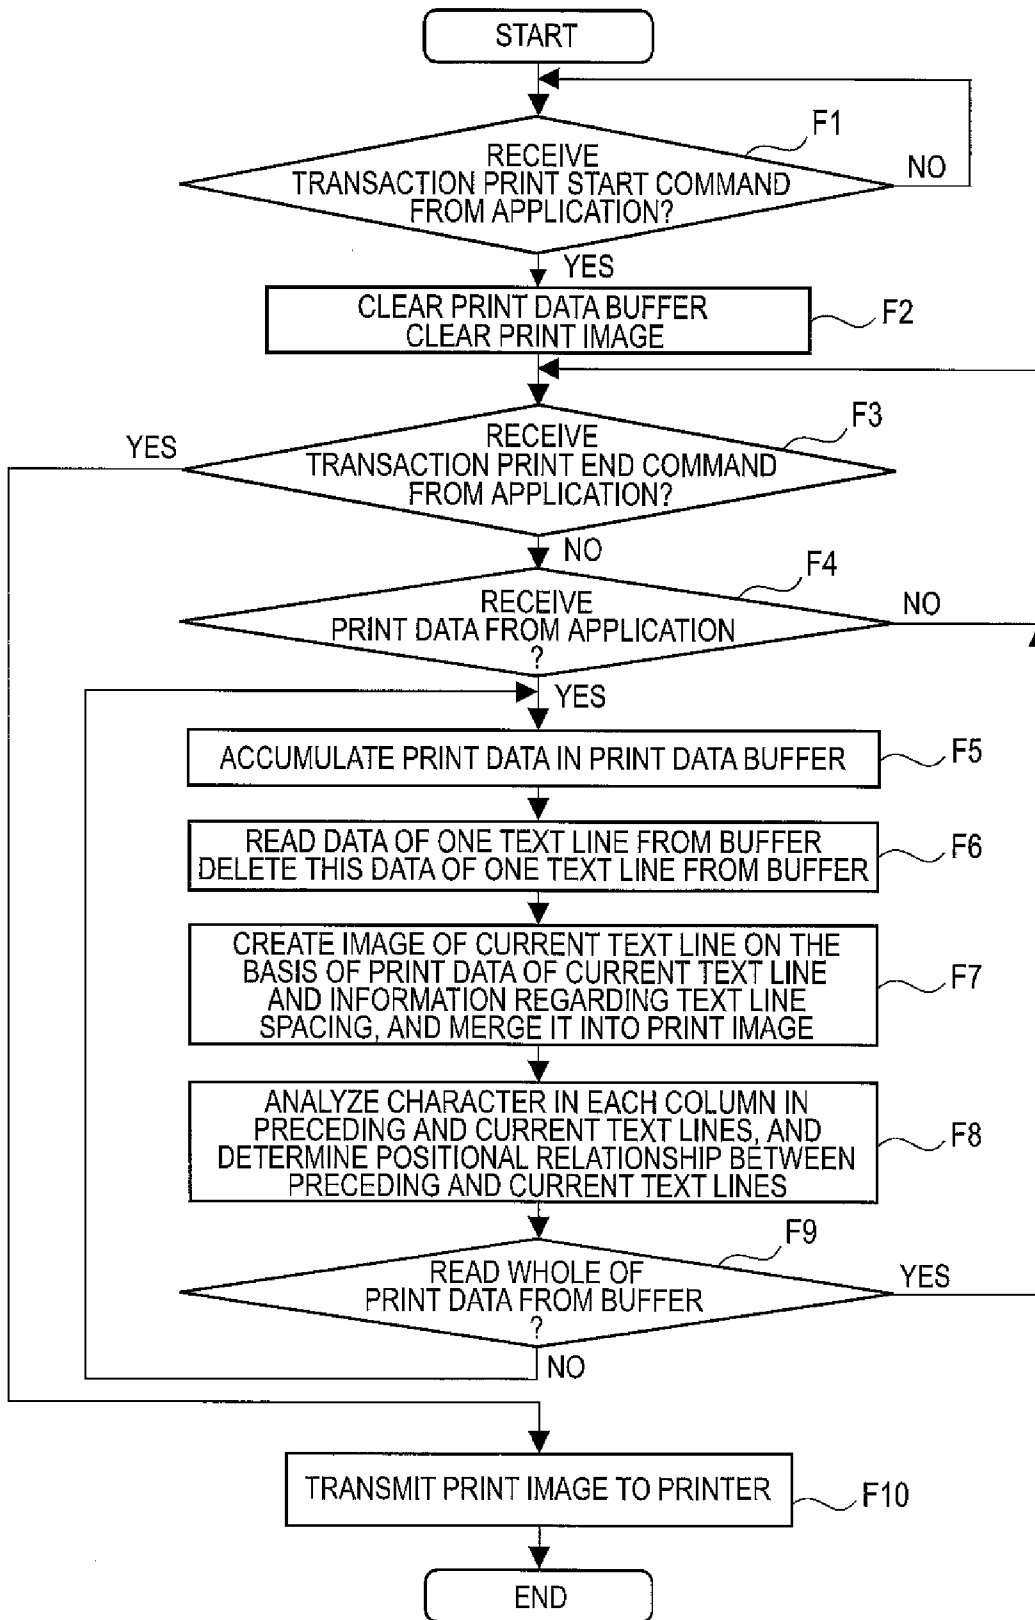 START
F1
RECEIVE
TRANSACTION PRINT START COMMAND
FROM APPLICATION?
NO
YES
CLEAR PRINT DATA BUFFER
CLEAR PRINT IMAGE
F2
F3
YES
RECEIVE
TRANSACTION PRINT END COMMAND
FROM APPLICATION?
NO
F4
RECEIVE
PRINT DATA FROM APPLICATION
?
NO
YES
ACCUMULATE PRINT DATA IN PRINT DATA BUFFER
F5
READ DATA OF ONE TEXT LINE FROM BUFFER
DELETE THIS DATA OF ONE TEXT LINE FROM BUFFER
F6
CREATE IMAGE OF CURRENT TEXT LINE ON THE
BASIS OF PRINT DATA OF CURRENT TEXT LINE
AND INFORMATION REGARDING TEXT LINE
SPACING, AND MERGE IT INTO PRINT IMAGE
F7
ANALYZE CHARACTER IN EACH COLUMN IN
PRECEDING AND CURRENT TEXT LINES, AND
DETERMINE POSITIONAL RELATIONSHIP BETWEEN
PRECEDING AND CURRENT TEXT LINES
F8
F9
READ WHOLE OF
PRINT DATA FROM BUFFER
?
YES
NO
TRANSMIT PRINT IMAGE TO PRINTER
F10
END